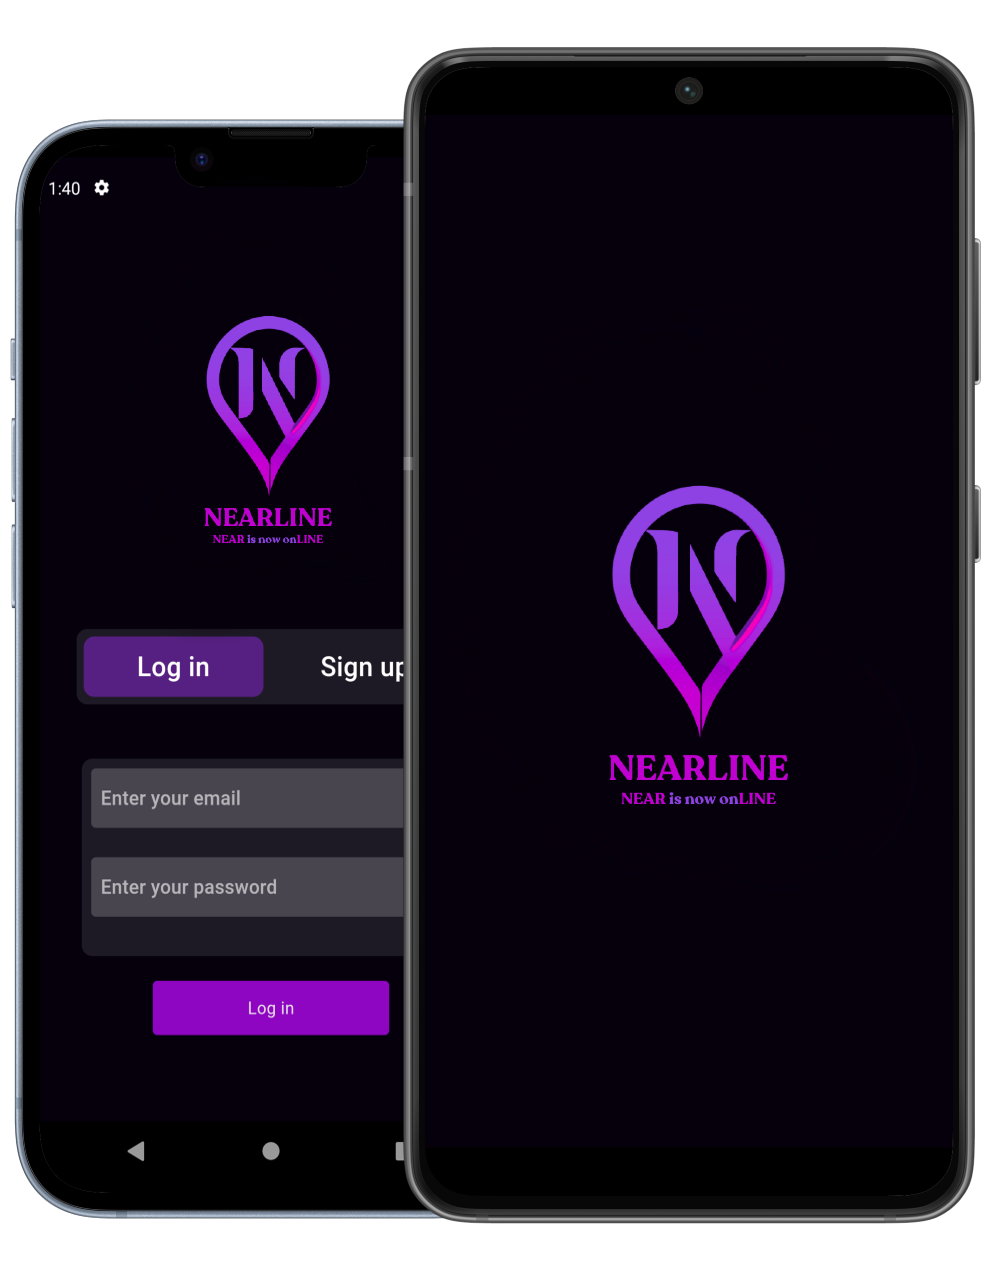 1:40
N
NEARLINE
NEAR is now onLINE
Log in
Sign up
Enter your email
Enter your password
Log in
N
NEARLINE
NEAR is now onLINE